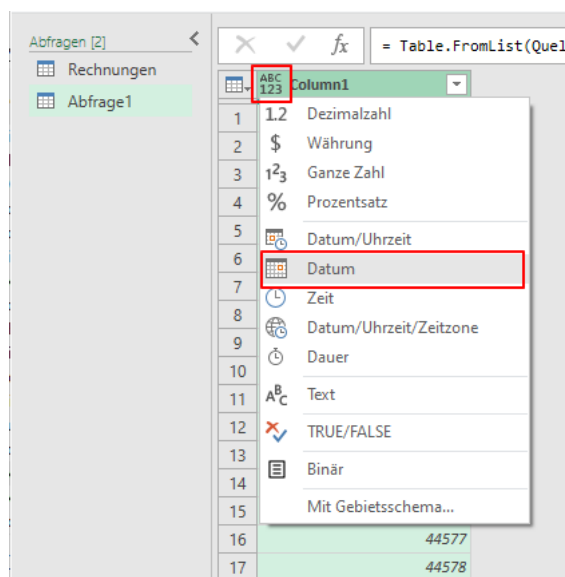 Abfragen [2]
Rechnungen
Abfrage1
fx = Table.FromList(Quel
ABC 123 Column1
1 1.2 Dezimalzahl
2 $ Währung
3 1²3 Ganze Zahl
4 % Prozentsatz
5 Datum/Uhrzeit
6 Datum
7 Zeit
8 Datum/Uhrzeit/Zeitzone
9 Dauer
10
11 ABC Text
12 TRUE/FALSE
13 Binär
14
15 Mit Gebietsschema...
16 44577
17 44578